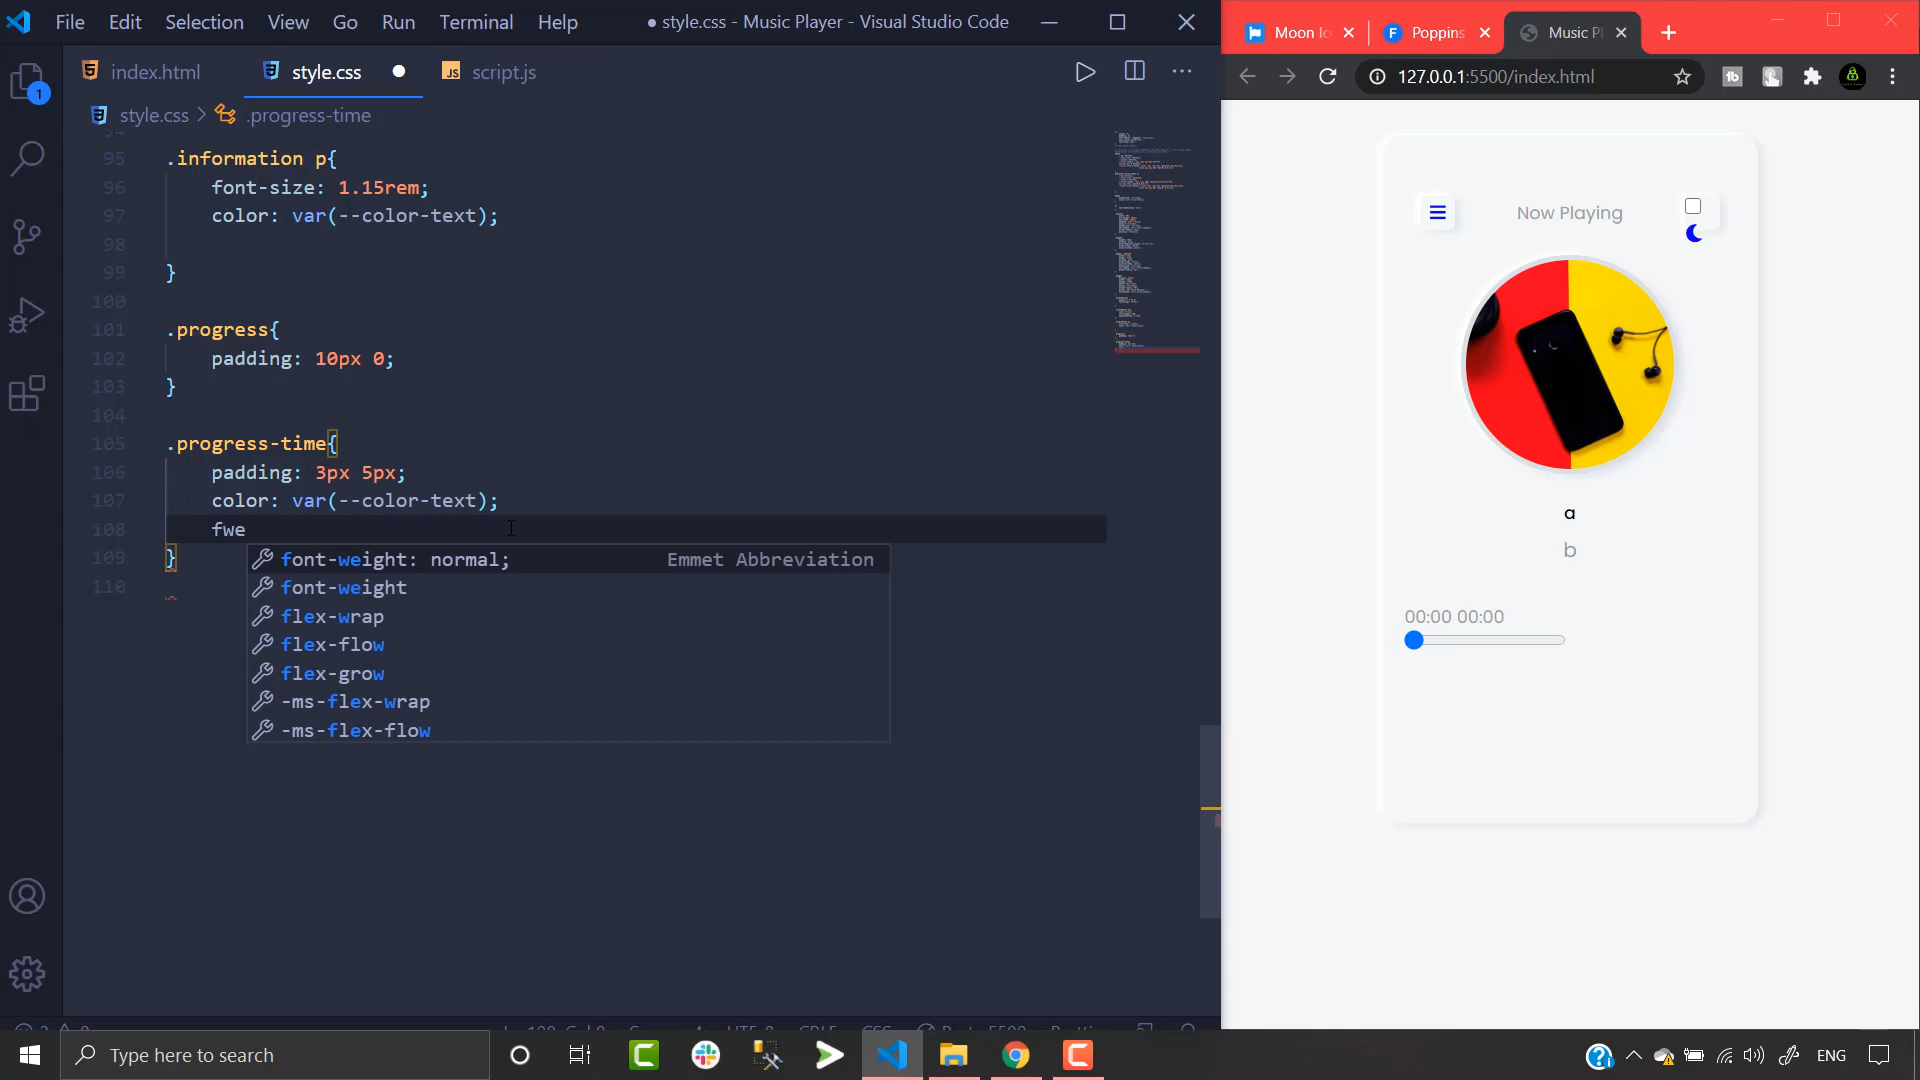 File Edit Selection View Go Run Terminal Help ● style.css - Music Player - Visual Studio Code
index.html style.css script.js
style.css > .progress-time
95 .information p{
96 font-size: 1.15rem;
97 color: var(--color-text);
98
99 }
100
101 .progress{
102 padding: 10px 0;
103 }
104
105 .progress-time{
106 padding: 3px 5px;
107 color: var(--color-text);
108 fwe
109 }
110
font-weight: normal; Emmet Abbreviation
font-weight
flex-wrap
flex-flow
flex-grow
-ms-flex-wrap
-ms-flex-flow
1
Moon Ic Poppins Music Pl
127.0.0.1:5500/index.html
Now Playing
a
b
00:00 00:00
Type here to search
ENG